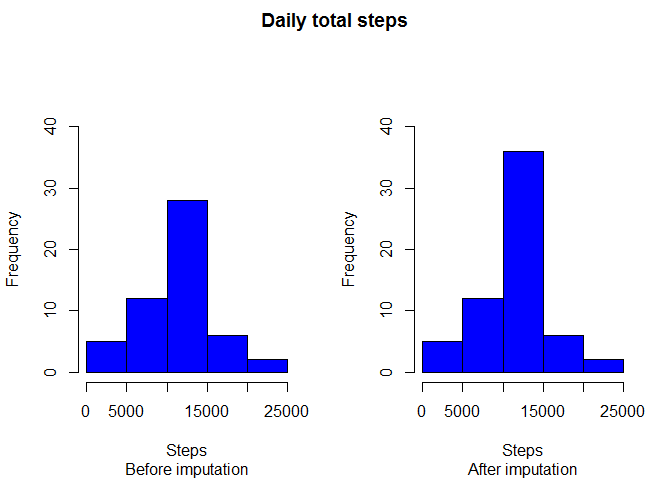 Daily total steps
Frequency
0 10 20 30 40
0 5000 15000 25000
Steps
Before imputation
Frequency
0 10 20 30 40
0 5000 15000 25000
Steps
After imputation